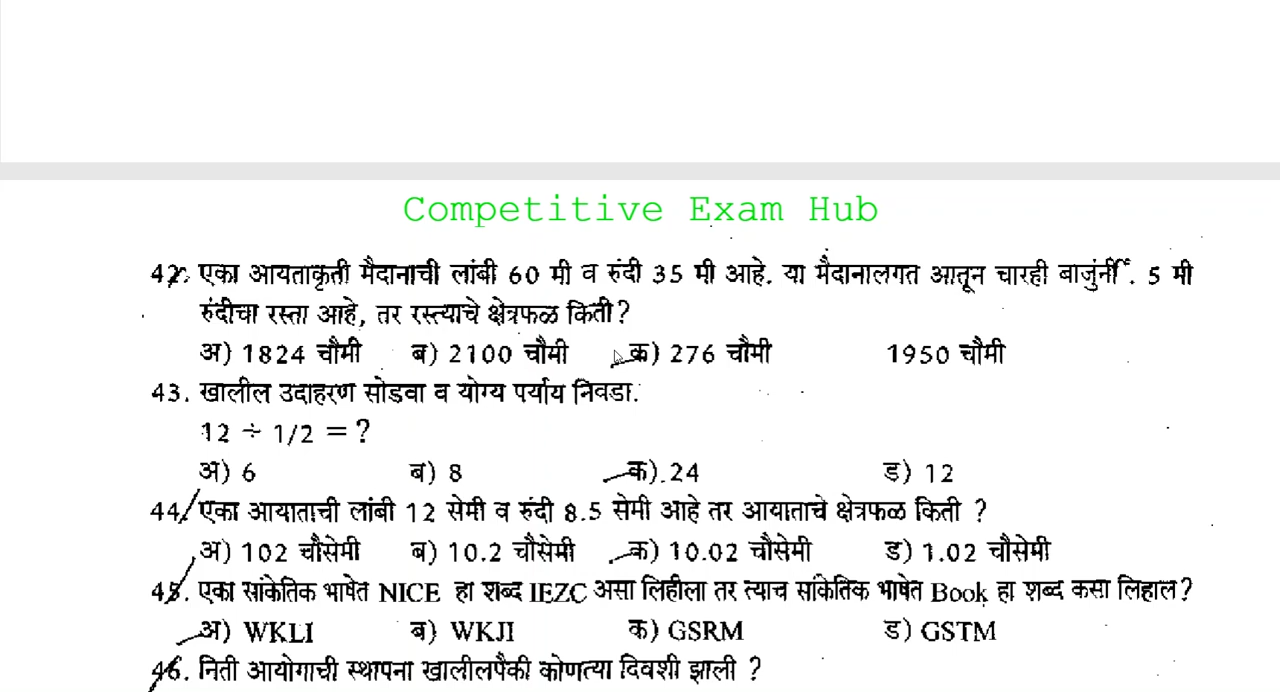 Competitive Exam Hub
42. एका आयताकृती मैदानाची लांबी 60 मी व रुंदी 35 मी आहे. या मैदानालगत आतून चारही बाजुंनी . 5 मी
रुंदीचा रस्ता आहे, तर रस्त्याचे क्षेत्रफळ किती?
अ) 1824 चौमी ब) 2100 चौमी क) 276 चौमी 1950 चौमी
43. खालील उदाहरण सोडवा व योग्य पर्याय निवडा.
12 ÷ 1/2 = ?
अ) 6 ब) 8 क) 24 ड) 12
44. एका आयाताची लांबी 12 सेमी व रुंदी 8.5 सेमी आहे तर आयाताचे क्षेत्रफळ किती ?
अ) 102 चौसेमी ब) 10.2 चौसेमी क) 10.02 चौसेमी ड) 1.02 चौसेमी
45. एका सांकेतिक भाषेत NICE हा शब्द IEZC असा लिहीला तर त्याच सांकेतिक भाषेत Book हा शब्द कसा लिहाल?
अ) WKLI ब) WKJI क) GSRM ड) GSTM
46. निती आयोगाची स्थापना खालीलपैकी कोणत्या दिवशी झाली ?